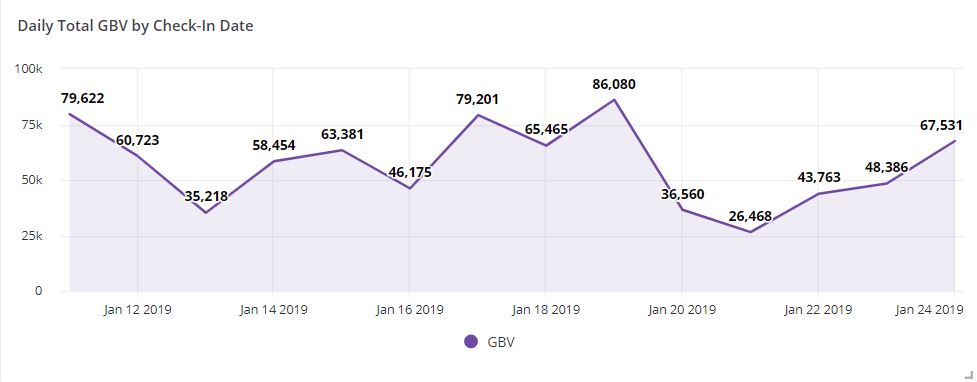 Daily Total GBV by Check-In Date
100k
75k
50k
25k
0
79,622
60,723
35,218
58,454
63,381
46,175
79,201
65,465
86,080
36,560
26,468
43,763
48,386
67,531
Jan 12 2019 Jan 14 2019 Jan 16 2019 Jan 18 2019 Jan 20 2019 Jan 22 2019 Jan 24 2019
GBV